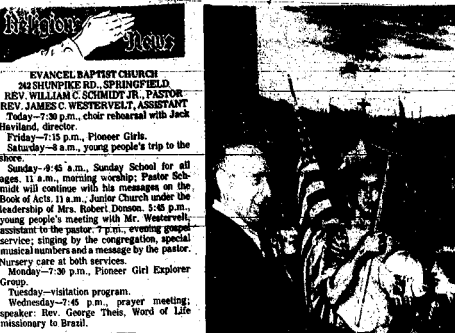 Religious
News
EVANGEL BAPTIST CHURCH
242 SHUNPIKE RD., SPRINGFIELD
REV. WILLIAM C. SCHMIDT JR., PASTOR
REV. JAMES C. WESTERVELT, ASSISTANT
Today—7:30 p.m., choir rehearsal with Jack
Haviland, director.
Friday—7:15 p.m., Pioneer Girls.
Saturday—8 a.m., young people's trip to the
shore.
Sunday—9:45 a.m., Sunday School for all
ages. 11 a.m., morning worship; Pastor Sch-
midt will continue with his messages on the
Book of Acts. 11 a.m., Junior Church under the
leadership of Mrs. Robert Donson. 5:45 p.m.,
young people's meeting with Mr. Westervelt,
assistant to the pastor. 7 p.m., evening gospel
service; singing by the congregation, special
musical numbers and a message by the pastor.
Nursery care at both services.
Monday—7:30 p.m., Pioneer Girl Explorer
Group.
Tuesday—visitation program.
Wednesday—7:45 p.m., prayer meeting;
speaker: Rev. George Theis, Word of Life
missionary to Brazil.